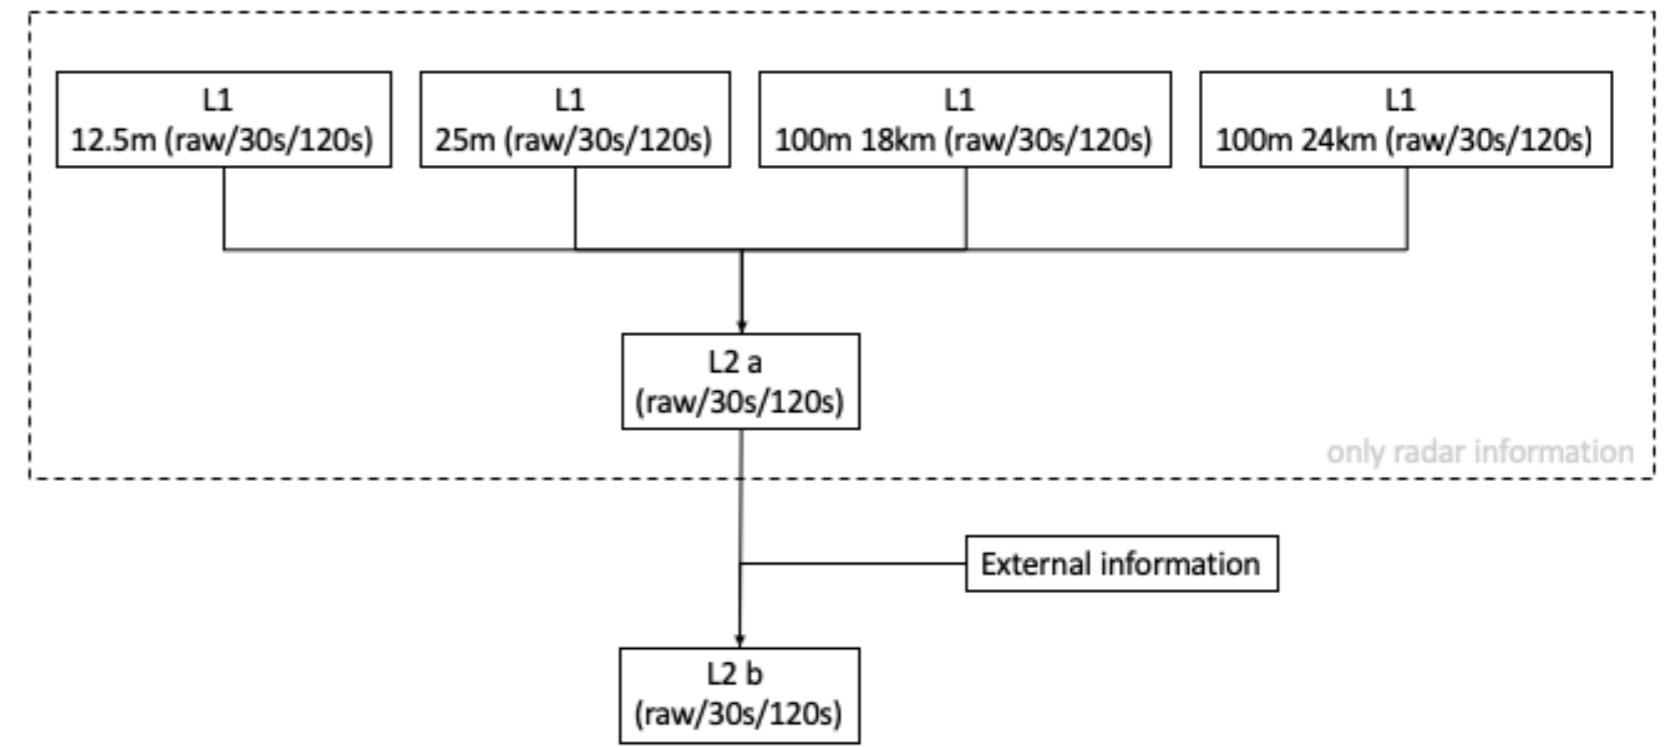 L1
12.5m (raw/30s/120s)
L1
25m (raw/30s/120s)
L1
100m 18km (raw/30s/120s)
L1
100m 24km (raw/30s/120s)
L2 a
(raw/30s/120s)
only radar information
External information
L2 b
(raw/30s/120s)